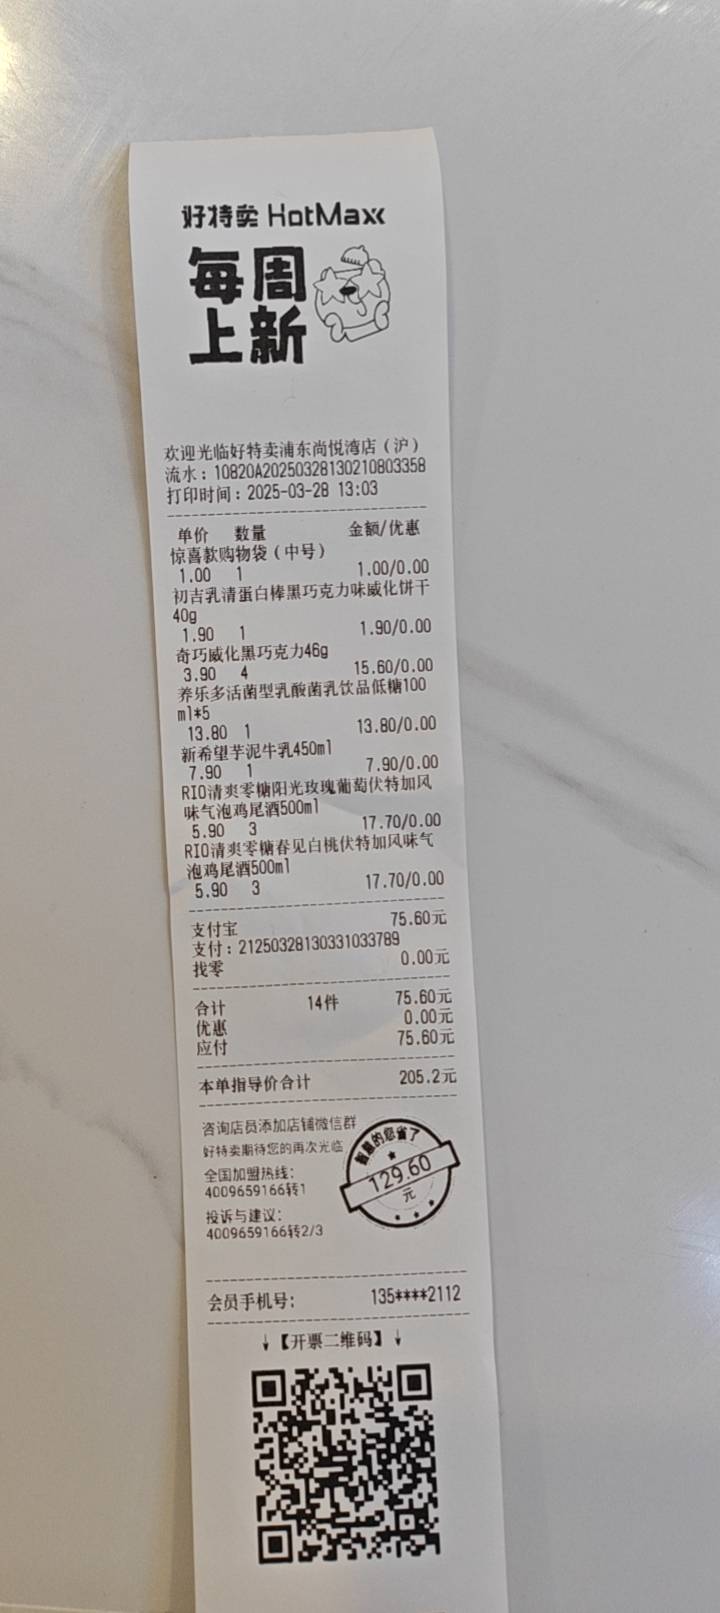 好特卖 HotMaxx
每周
上新
欢迎光临好特卖浦东尚悦湾店（沪）
流水：10820A20250328130210803358
打印时间：2025-03-28 13:03
单价 数量 金额/优惠
惊喜款购物袋（中号）
1.00 1 1.00/0.00
初吉乳清蛋白棒黑巧克力味威化饼干
40g
1.90 1 1.90/0.00
奇巧威化黑巧克力46g
3.90 4 15.60/0.00
养乐多活菌型乳酸菌乳饮品低糖100
ml*5
13.80 1 13.80/0.00
新希望芋泥牛乳450ml
7.90 1 7.90/0.00
RIO清爽零糖阳光玫瑰葡萄伏特加风
味气泡鸡尾酒500ml
5.90 3 17.70/0.00
RIO清爽零糖春见白桃伏特加风味气
泡鸡尾酒500ml
5.90 3 17.70/0.00
支付宝 75.60元
支付：21250328130331033789
找零 0.00元
合计 14件 75.60元
优惠 0.00元
应付 75.60元
本单指导价合计 205.2元
咨询店员添加店铺微信群
好特卖期待您的再次光临
全国加盟热线：
4009659166转1
投诉与建议：
4009659166转2/3
智慧的您省了
129.60
元
会员手机号： 135****2112
↓【开票二维码】↓